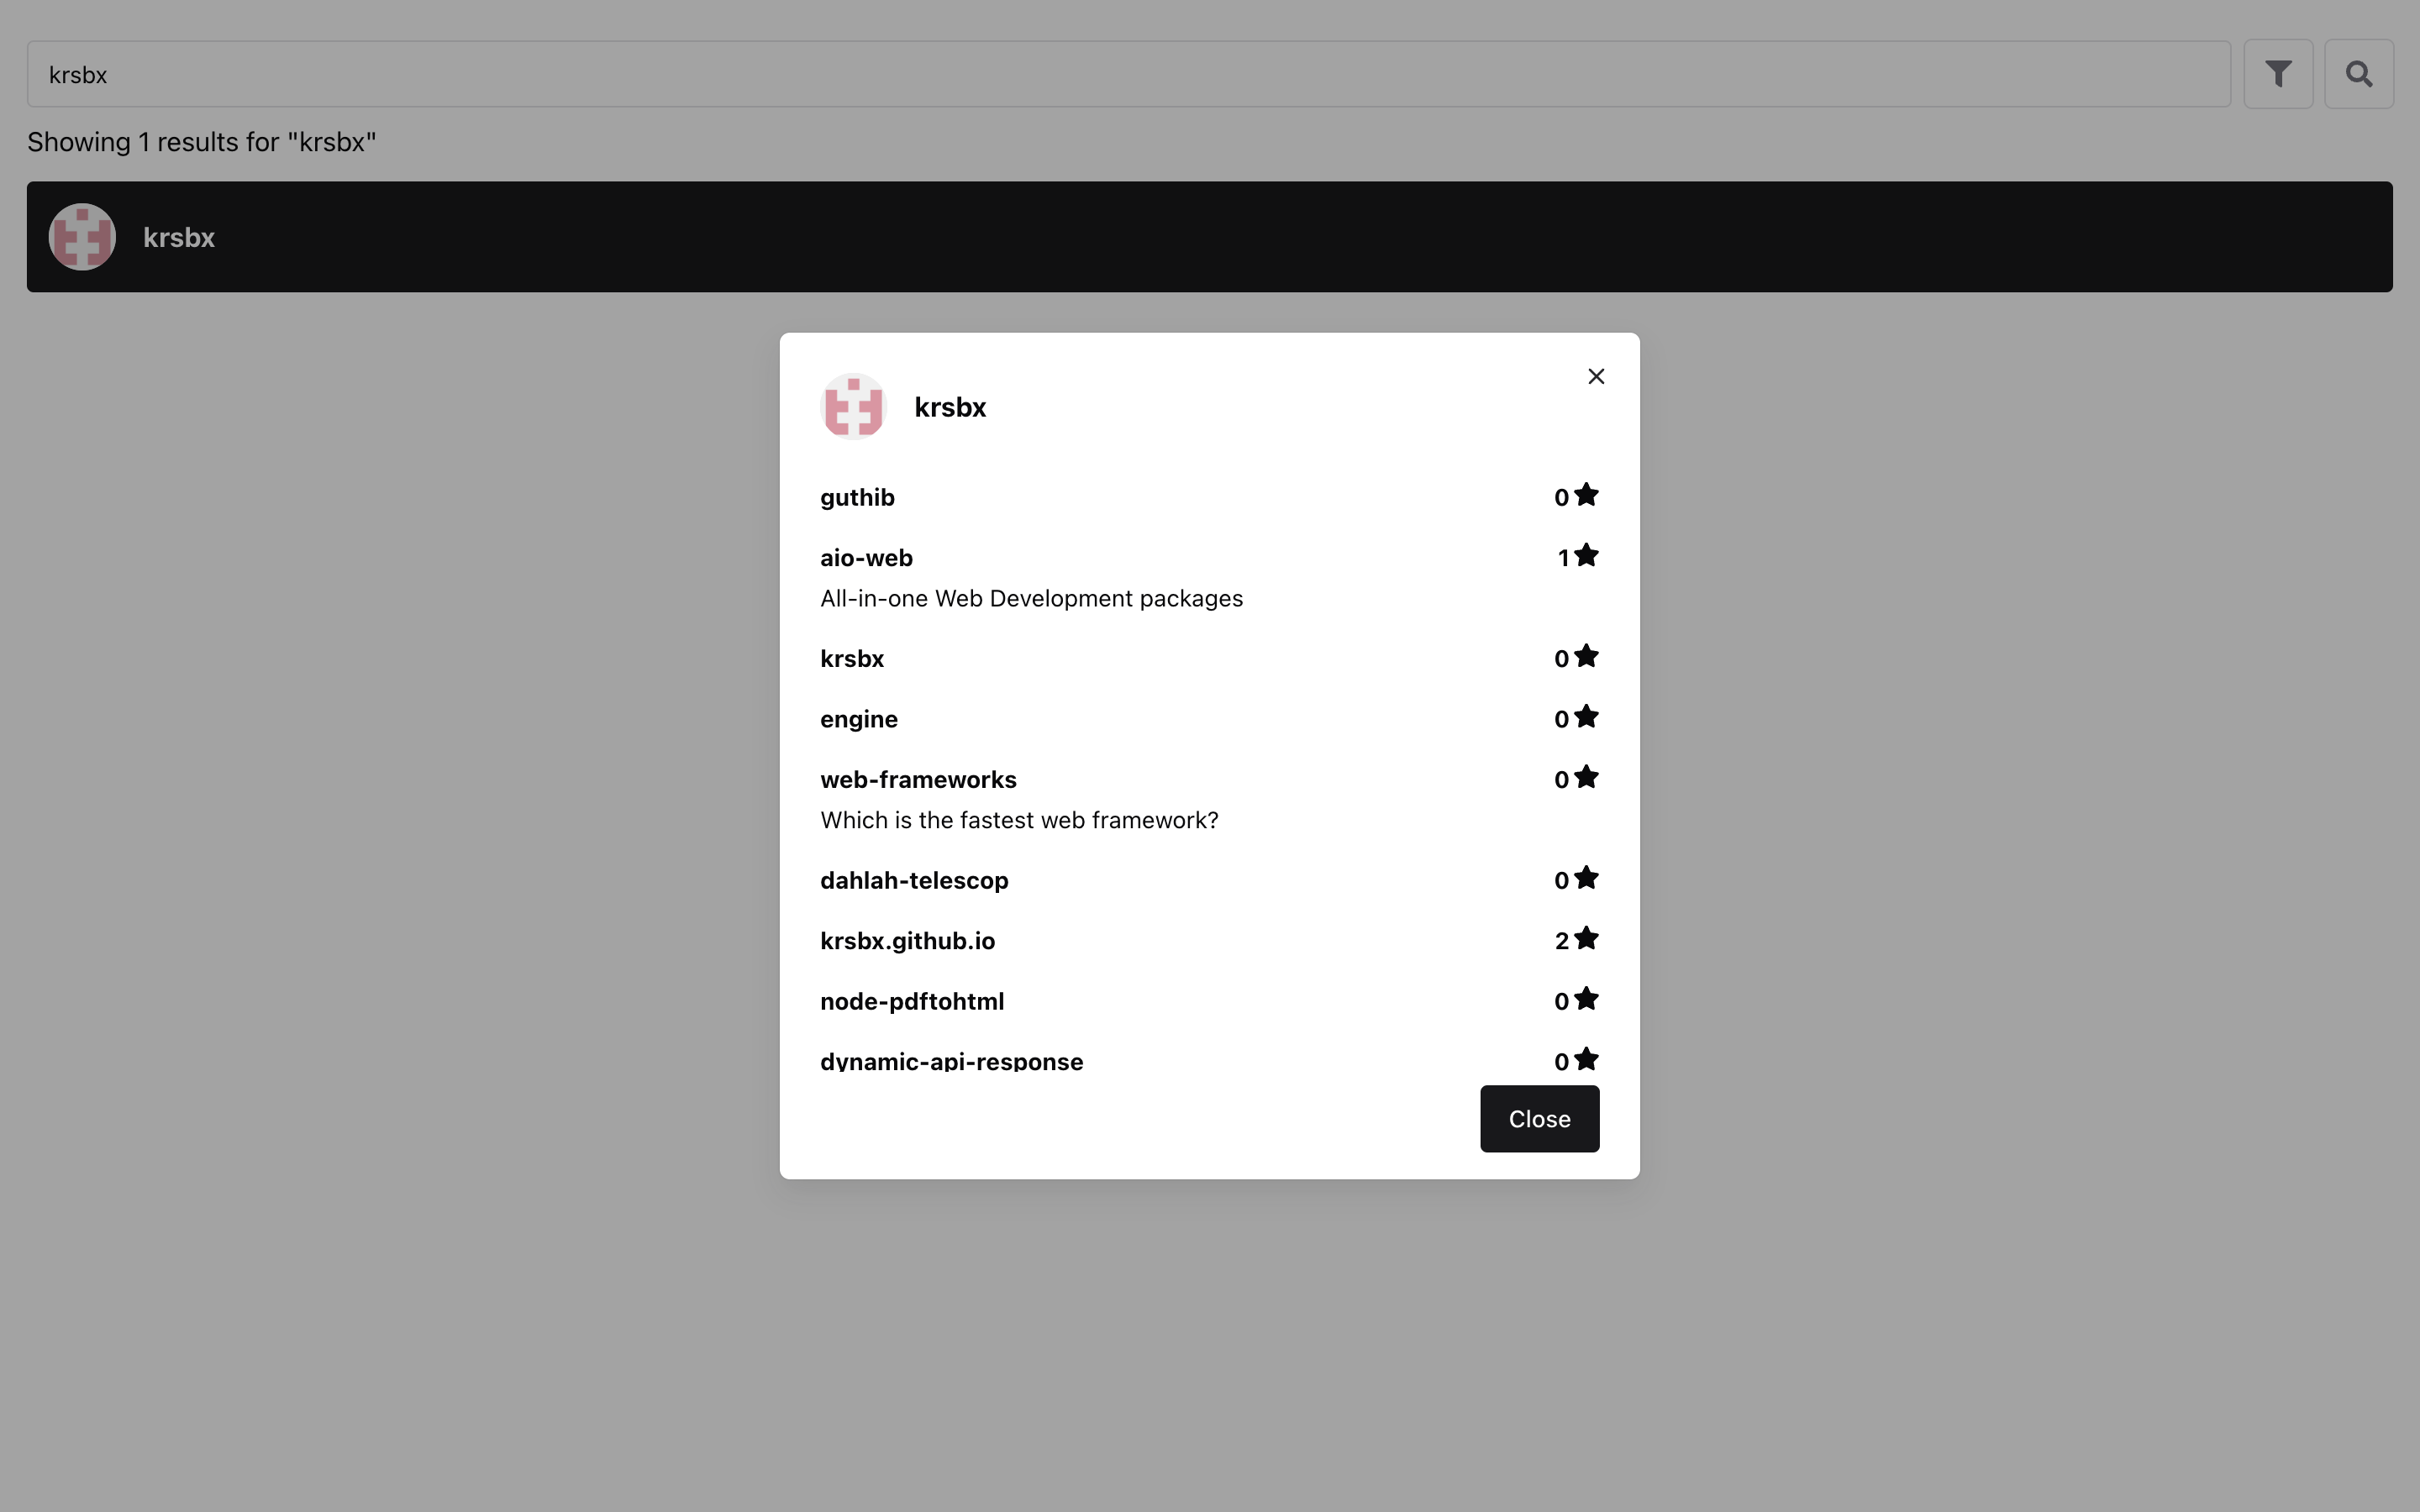 krsbx
Showing 1 results for "krsbx"
krsbx
krsbx
guthib 0
aio-web 1
All-in-one Web Development packages
krsbx 0
engine 0
web-frameworks 0
Which is the fastest web framework?
dahlah-telescop 0
krsbx.github.io 2
node-pdftohtml 0
dynamic-api-response 0
Close